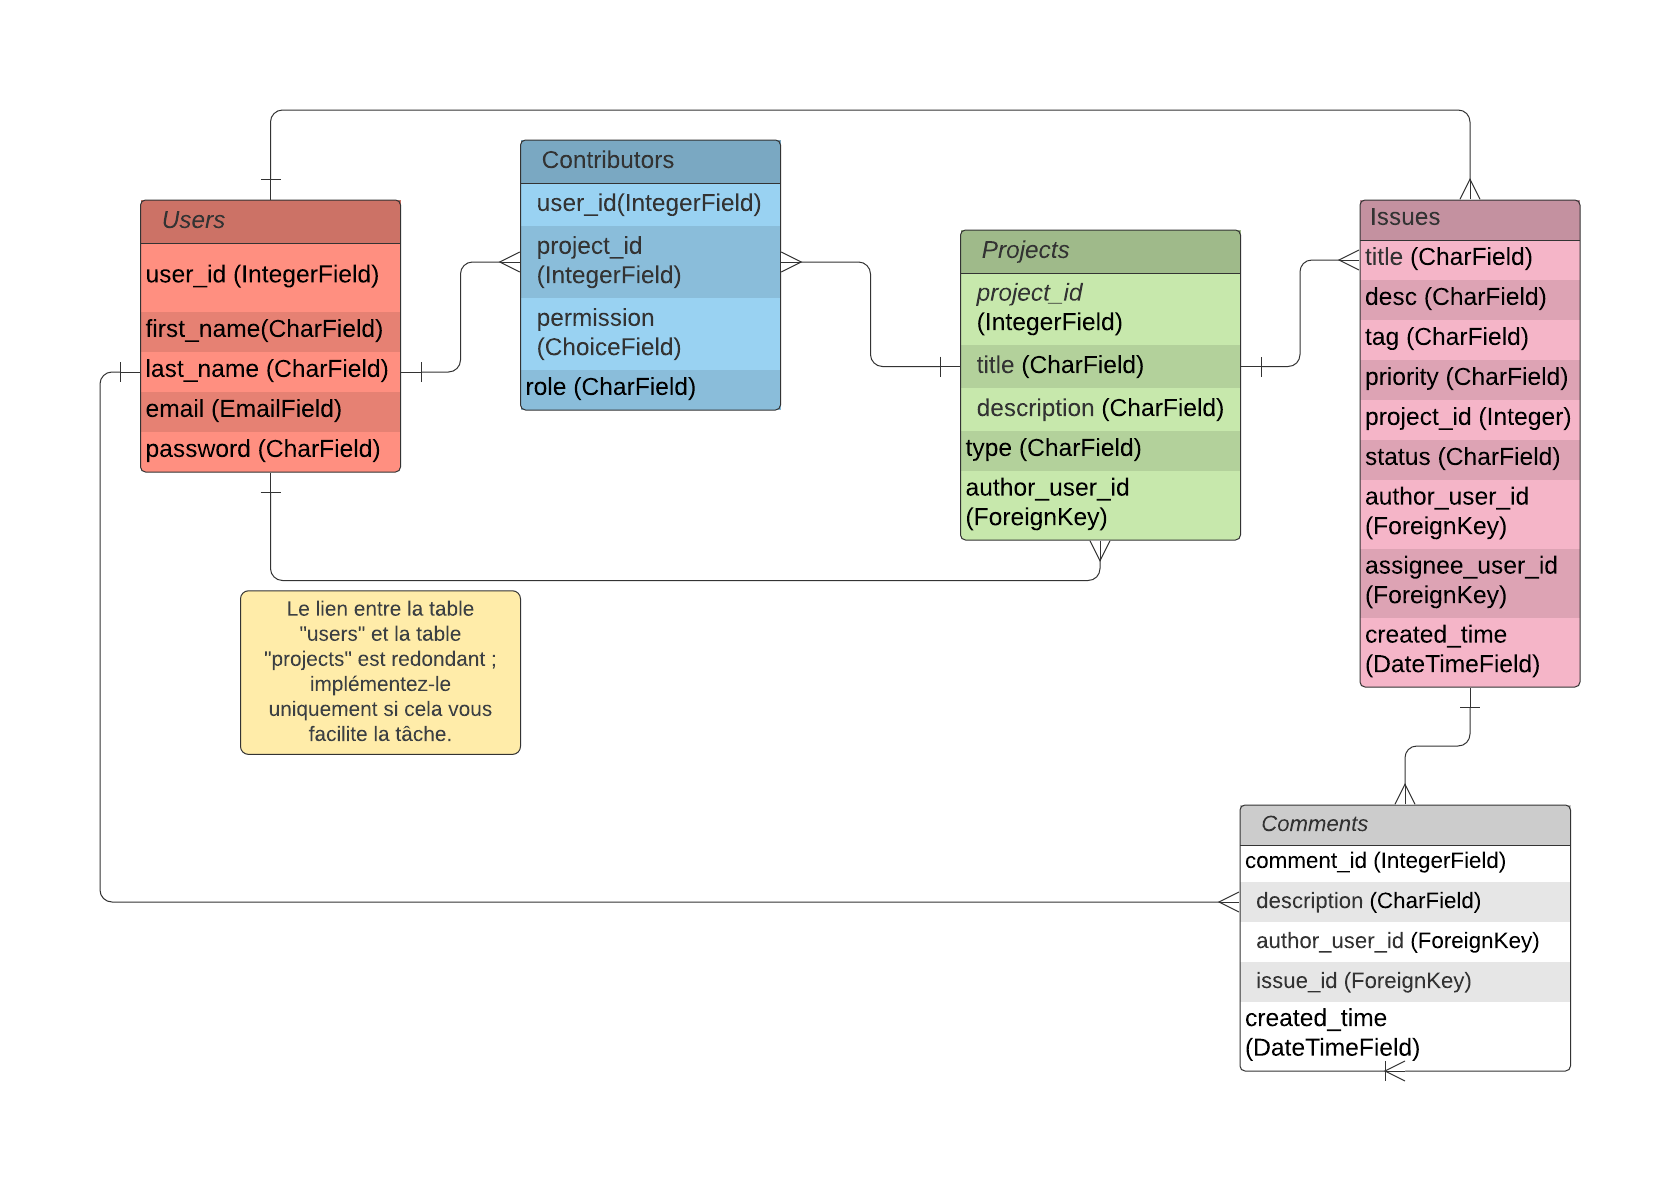 Users
user_id (IntegerField)
first_name(CharField)
last_name (CharField)
email (EmailField)
password (CharField)
Contributors
user_id(IntegerField)
project_id
(IntegerField)
permission
(ChoiceField)
role (CharField)
Projects
project_id
(IntegerField)
title (CharField)
description (CharField)
type (CharField)
author_user_id
(ForeignKey)
Issues
title (CharField)
desc (CharField)
tag (CharField)
priority (CharField)
project_id (Integer)
status (CharField)
author_user_id
(ForeignKey)
assignee_user_id
(ForeignKey)
created_time
(DateTimeField)
Le lien entre la table
"users" et la table
"projects" est redondant ;
implémentez-le
uniquement si cela vous
facilite la tâche.
Comments
comment_id (IntegerField)
description (CharField)
author_user_id (ForeignKey)
issue_id (ForeignKey)
created_time
(DateTimeField)